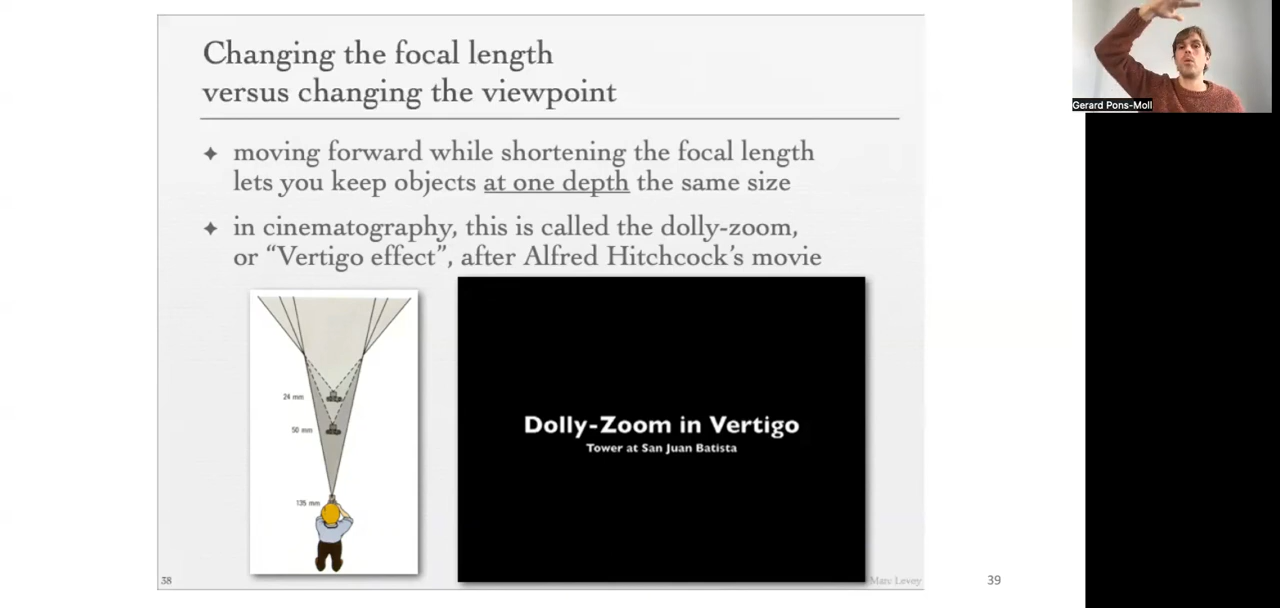 Changing the focal length
versus changing the viewpoint
✦ moving forward while shortening the focal length
lets you keep objects at one depth the same size
✦ in cinematography, this is called the dolly-zoom,
or “Vertigo effect”, after Alfred Hitchcock’s movie
24 mm
50 mm
135 mm
Dolly-Zoom in Vertigo
Tower at San Juan Batista
38
Marc Levoy
39
Gerard Pons-Moll